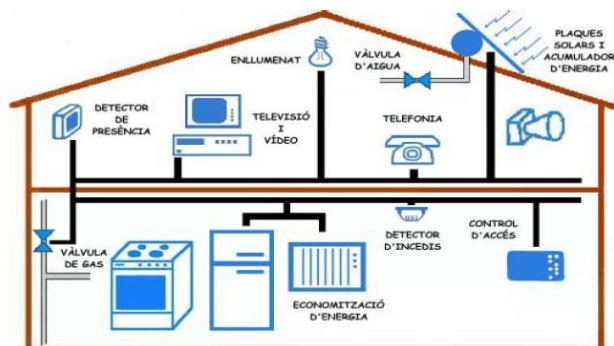 ENLLUMENAT
VÀLVULA
D'AIGUA
PLAQUES
SOLARS I
ACUMULADOR
D'ENERGIA
DETECTOR
DE
PRESÈNCIA
TELEVISIÓ
I
VÍDEO
TELEFONIA
VÀLVULA
DE GAS
DETECTOR
D'INCEDIS
CONTROL
D'ACCÉS
ECONOMITZACIÓ
D'ENERGIA